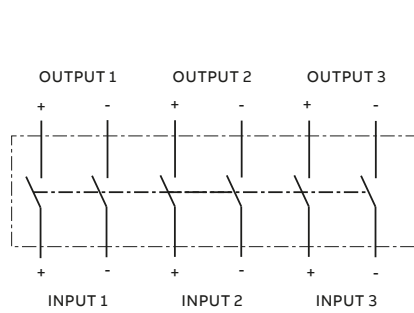 OUTPUT 1 OUTPUT 2 OUTPUT 3
+ - + - + -
+ - + - + -
INPUT 1 INPUT 2 INPUT 3